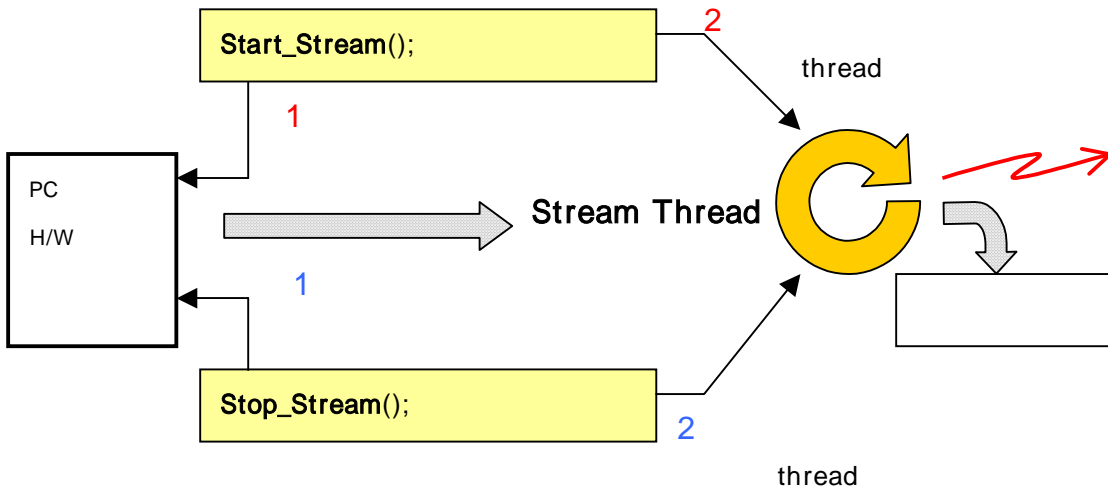 Start_Stream();
2
thread
1
PC
H/W
Stream Thread
1
Stop_Stream();
2
thread